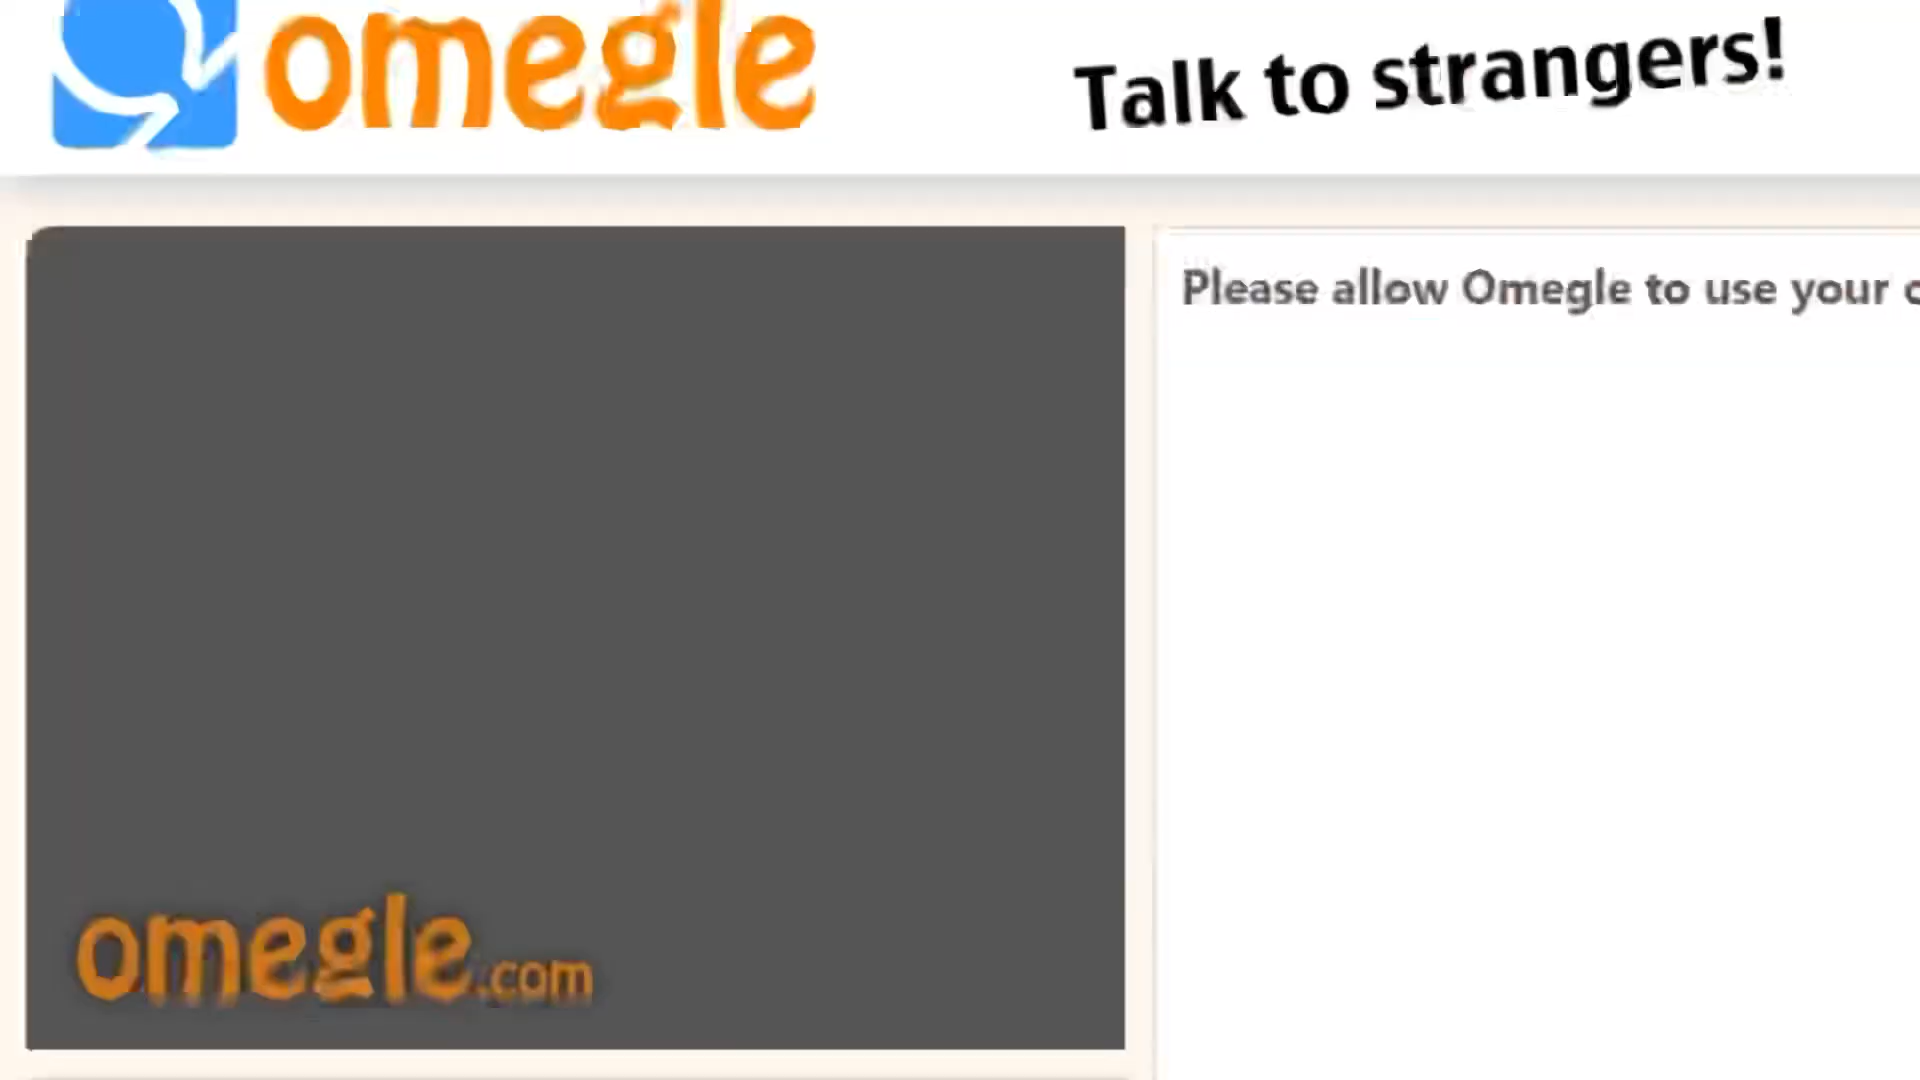 omegle
Talk to strangers!
Please allow Omegle to use your
omegle.com